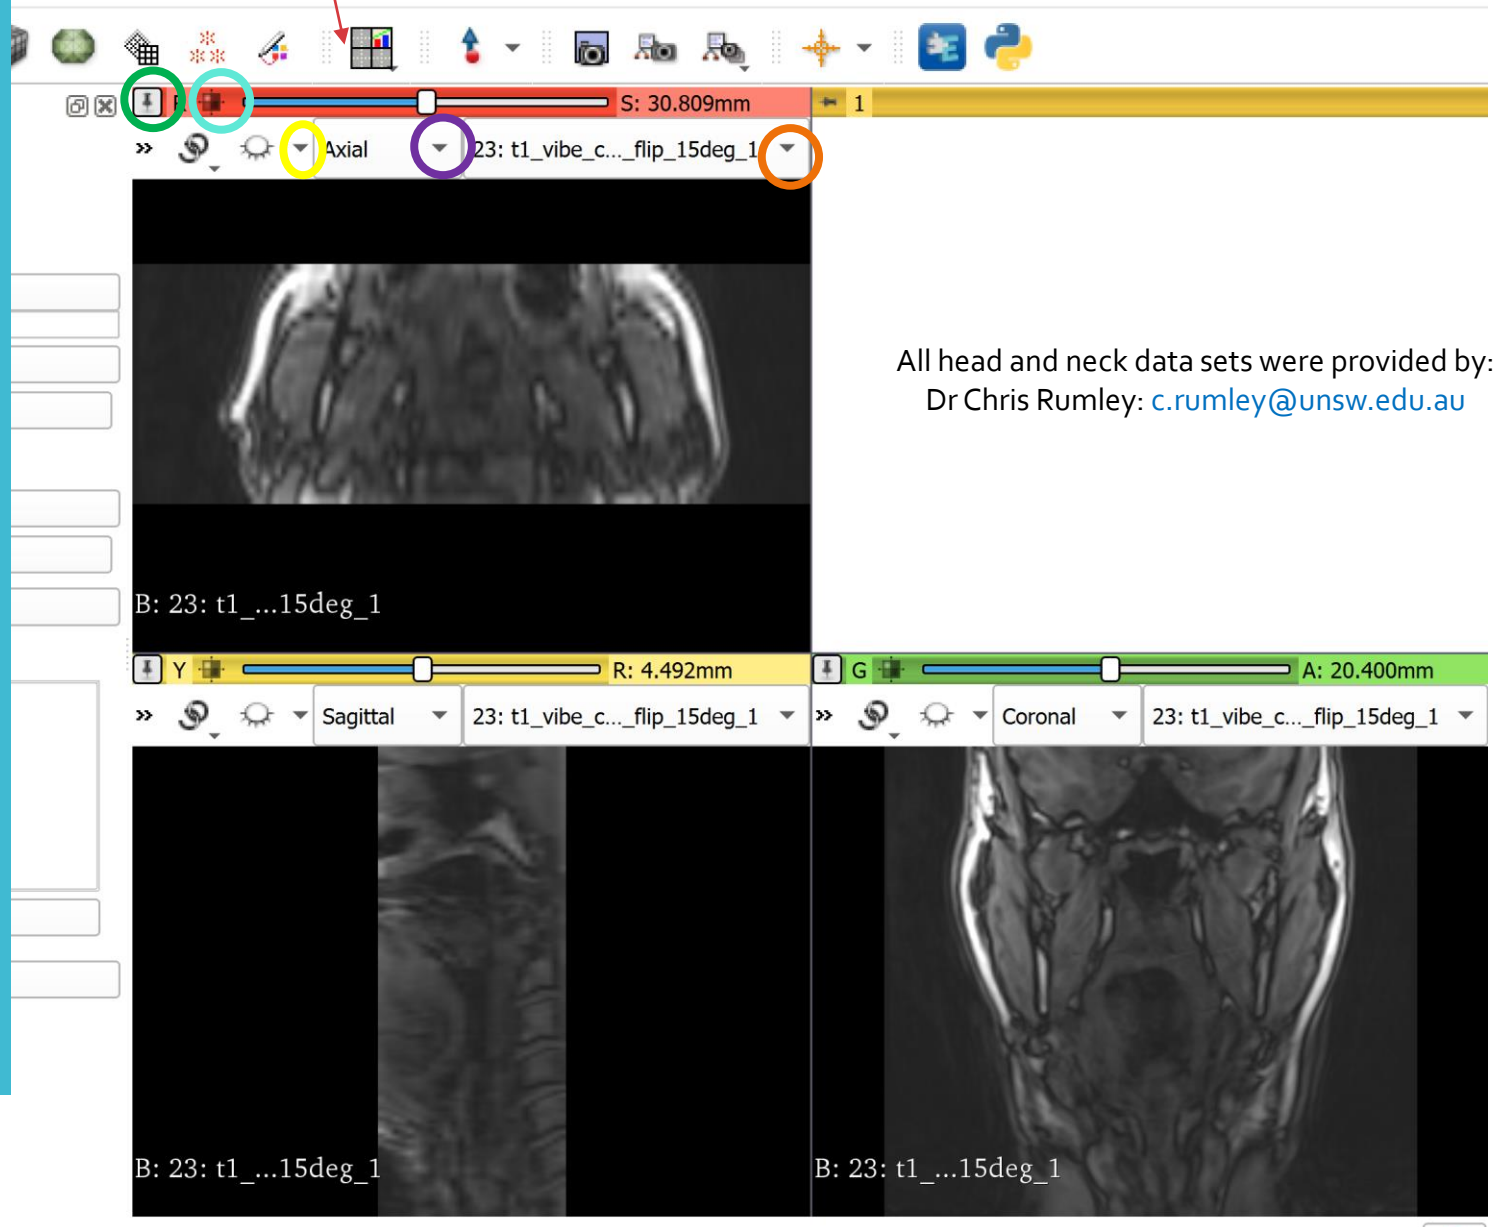 R S: 30.809mm
1
» Axial 23: t1_vibe_c..._flip_15deg_1
All head and neck data sets were provided by:
Dr Chris Rumley: c.rumley@unsw.edu.au
B: 23: t1_...15deg_1
Y R: 4.492mm
G A: 20.400mm
» Sagittal 23: t1_vibe_c..._flip_15deg_1
» Coronal 23: t1_vibe_c..._flip_15deg_1
B: 23: t1_...15deg_1
B: 23: t1_...15deg_1